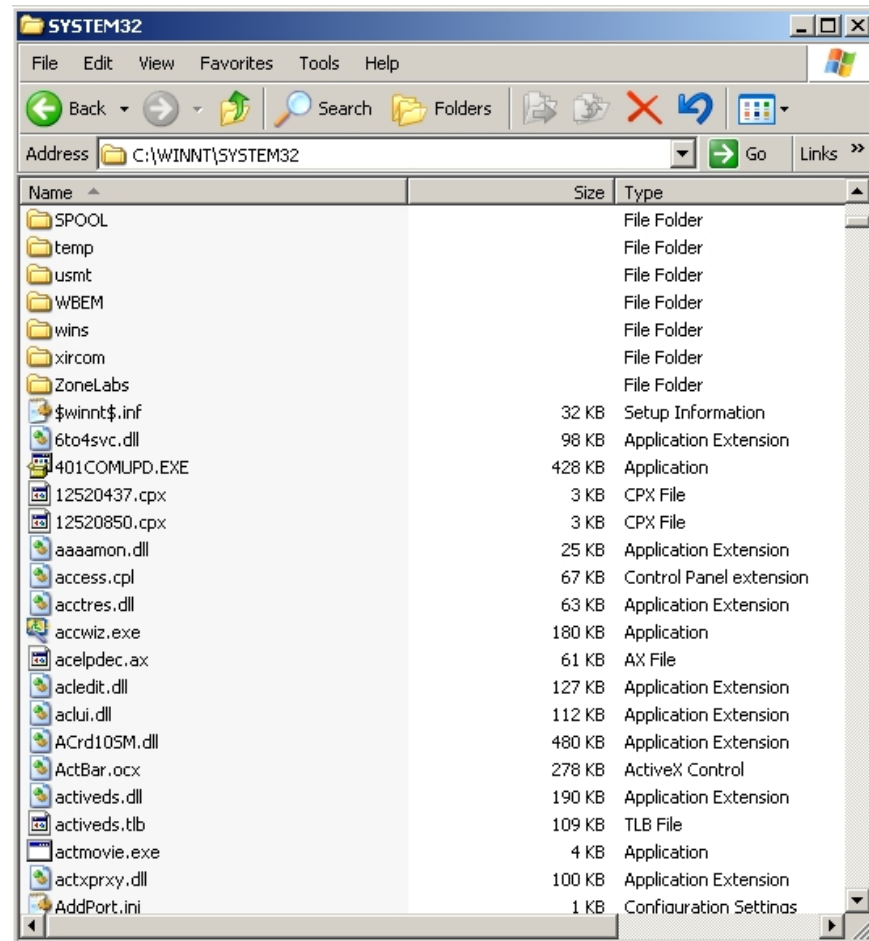 SYSTEM32
File Edit View Favorites Tools Help
Back Search Folders
Address C:\WINNT\SYSTEM32 Go Links »
Name Size Type
SPOOL File Folder
temp File Folder
usmt File Folder
WBEM File Folder
wins File Folder
xircom File Folder
ZoneLabs File Folder
$winnt$.inf 32 KB Setup Information
6to4svc.dll 98 KB Application Extension
401COMUPD.EXE 428 KB Application
12520437.cpx 3 KB CPX File
12520850.cpx 3 KB CPX File
aaaamon.dll 25 KB Application Extension
access.cpl 67 KB Control Panel extension
acctres.dll 63 KB Application Extension
accwiz.exe 180 KB Application
acelpdec.ax 61 KB AX File
acledit.dll 127 KB Application Extension
aclui.dll 112 KB Application Extension
ACrd10SM.dll 480 KB Application Extension
ActBar.ocx 278 KB ActiveX Control
activeds.dll 190 KB Application Extension
activeds.tlb 109 KB TLB File
actmovie.exe 4 KB Application
actxprxy.dll 100 KB Application Extension
AddPort.ini 1 KB Configuration Settings